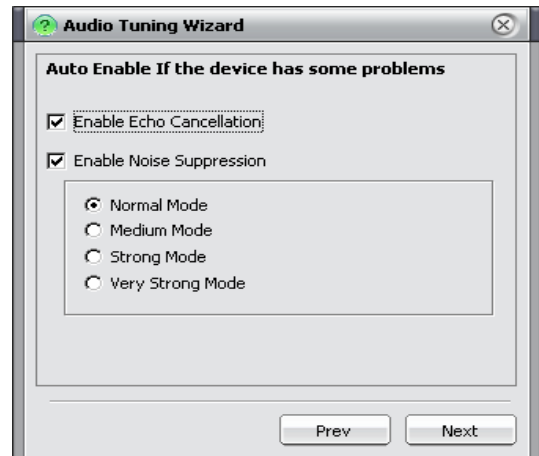 Audio Tuning Wizard
Auto Enable If the device has some problems
Enable Echo Cancellation
Enable Noise Suppression
Normal Mode
Medium Mode
Strong Mode
Very Strong Mode
Prev Next